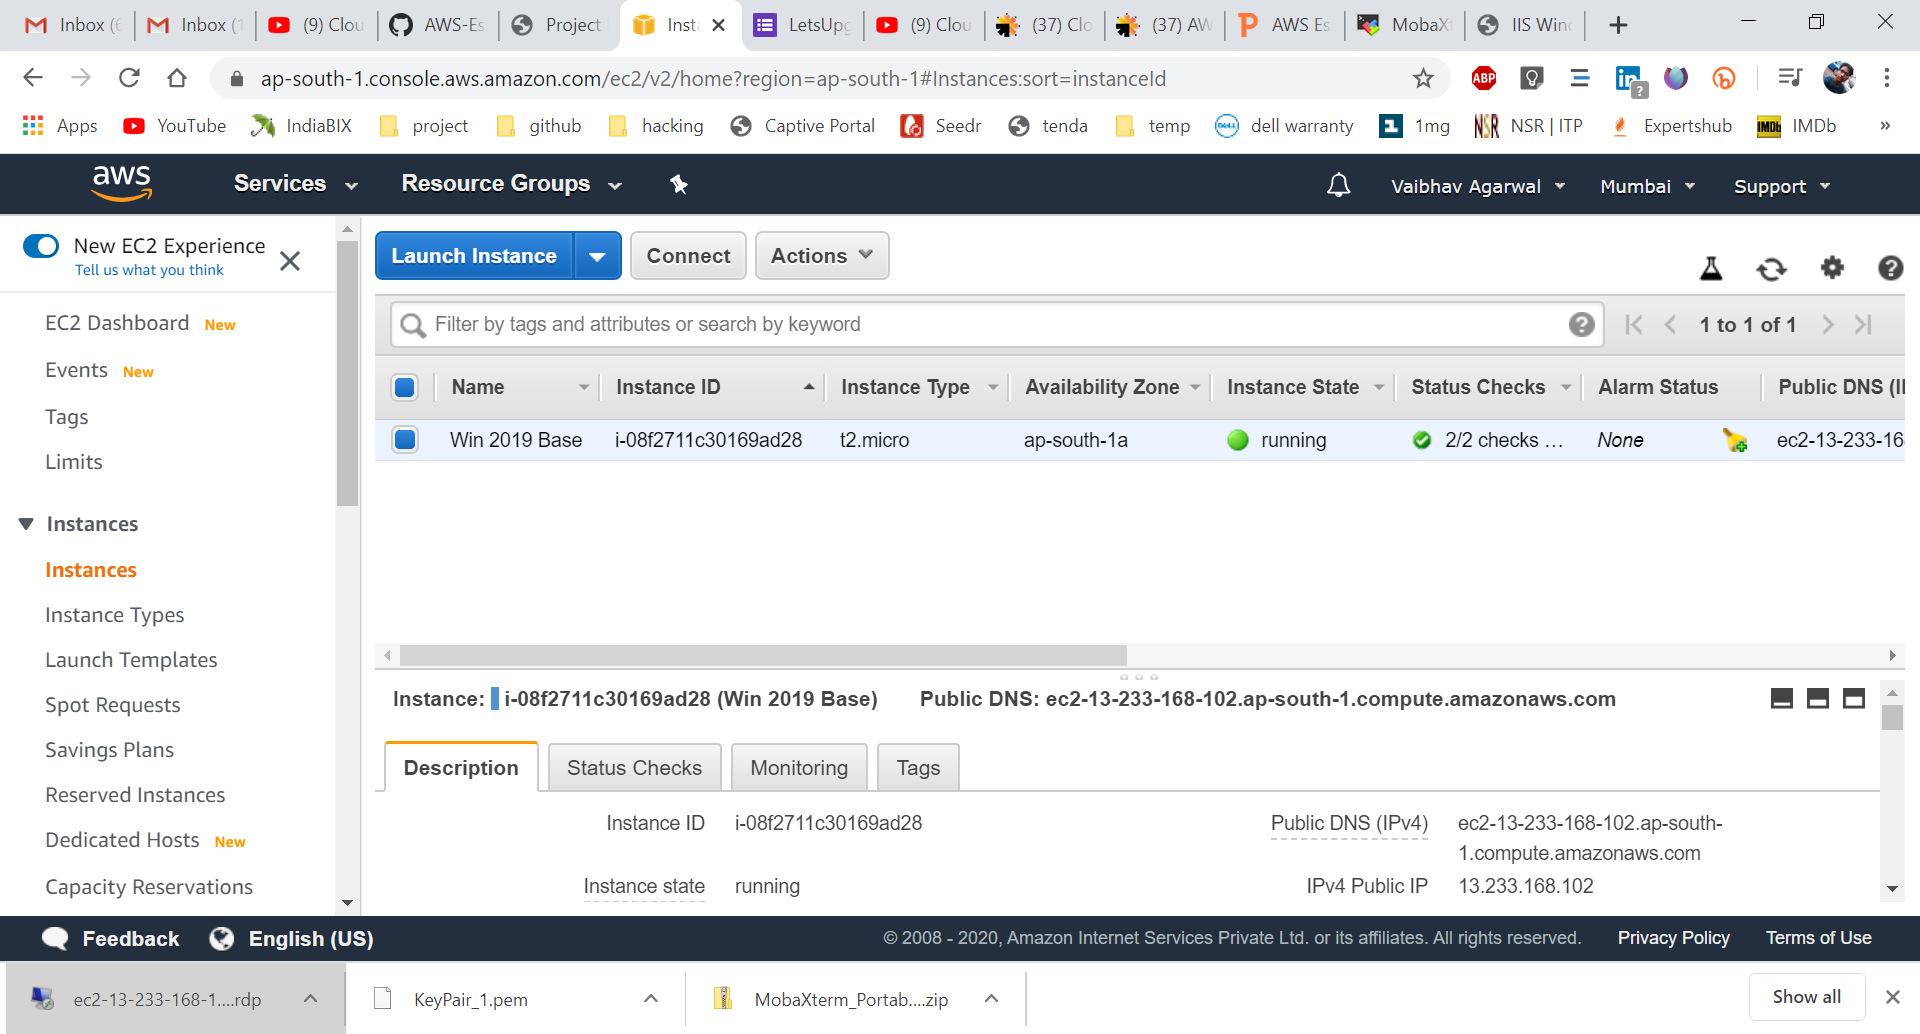 Inbox (6
Inbox (1
(9) Clou
AWS-Es
Project
Inst
LetsUpg
(9) Clou
(37) Clo
(37) AW
AWS Es
MobaXt
IIS Wind
ap-south-1.console.aws.amazon.com/ec2/v2/home?region=ap-south-1#Instances:sort=instanceId
ABP
Apps
YouTube
IndiaBIX
project
github
hacking
Captive Portal
Seedr
tenda
temp
dell warranty
1mg
NSR | ITP
Expertshub
IMDb
»
aws
Services
Resource Groups
Vaibhav Agarwal
Mumbai
Support
New EC2 Experience
Tell us what you think
EC2 Dashboard New
Events New
Tags
Limits
Instances
Instances
Instance Types
Launch Templates
Spot Requests
Savings Plans
Reserved Instances
Dedicated Hosts New
Capacity Reservations
Launch Instance
Connect
Actions
Filter by tags and attributes or search by keyword
1 to 1 of 1
Name Instance ID Instance Type Availability Zone Instance State Status Checks Alarm Status Public DNS (I
Win 2019 Base i-08f2711c30169ad28 t2.micro ap-south-1a running 2/2 checks ... None ec2-13-233-16
Instance: i-08f2711c30169ad28 (Win 2019 Base) Public DNS: ec2-13-233-168-102.ap-south-1.compute.amazonaws.com
Description Status Checks Monitoring Tags
Instance ID i-08f2711c30169ad28
Public DNS (IPv4) ec2-13-233-168-102.ap-south-
1.compute.amazonaws.com
Instance state running
IPv4 Public IP 13.233.168.102
Feedback English (US)
© 2008 - 2020, Amazon Internet Services Private Ltd. or its affiliates. All rights reserved. Privacy Policy Terms of Use
ec2-13-233-168-1....rdp
KeyPair_1.pem
MobaXterm_Portab....zip
Show all